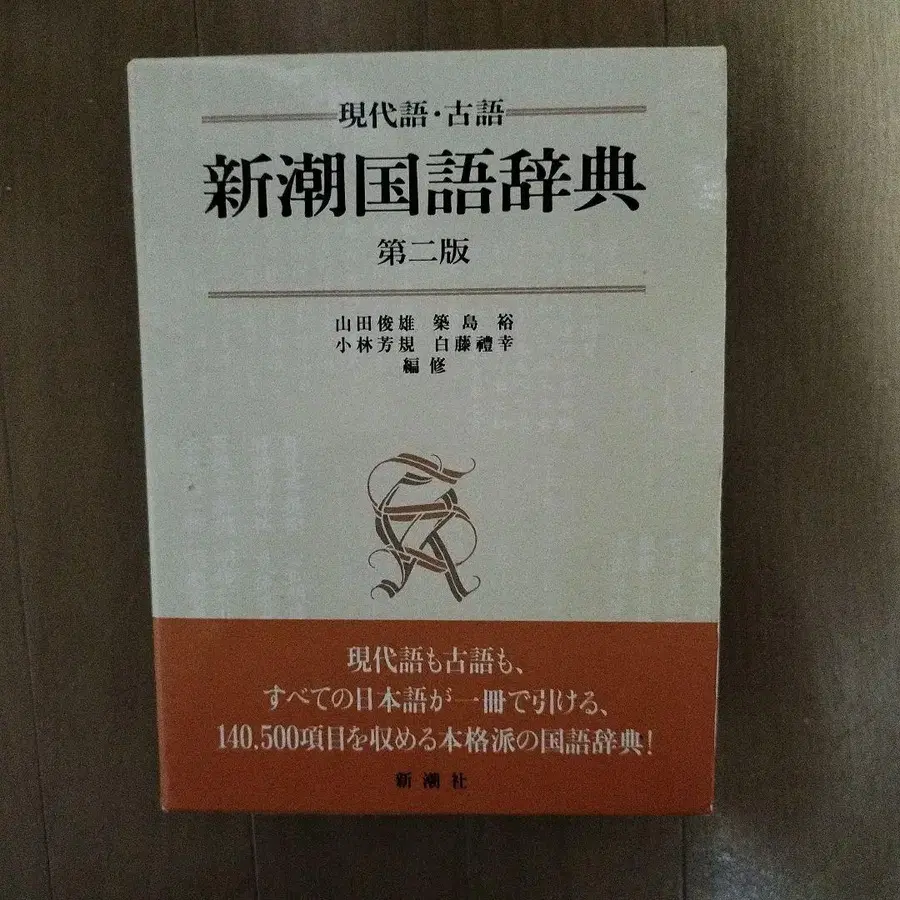 現代語・古語
新潮国語辞典
第二版
山田俊雄 築島 裕
小林芳規 白藤禮幸
編修
現代語も古語も、
すべての日本語が一冊で引ける、
140,500項目を収める本格派の国語辞典!
新潮社